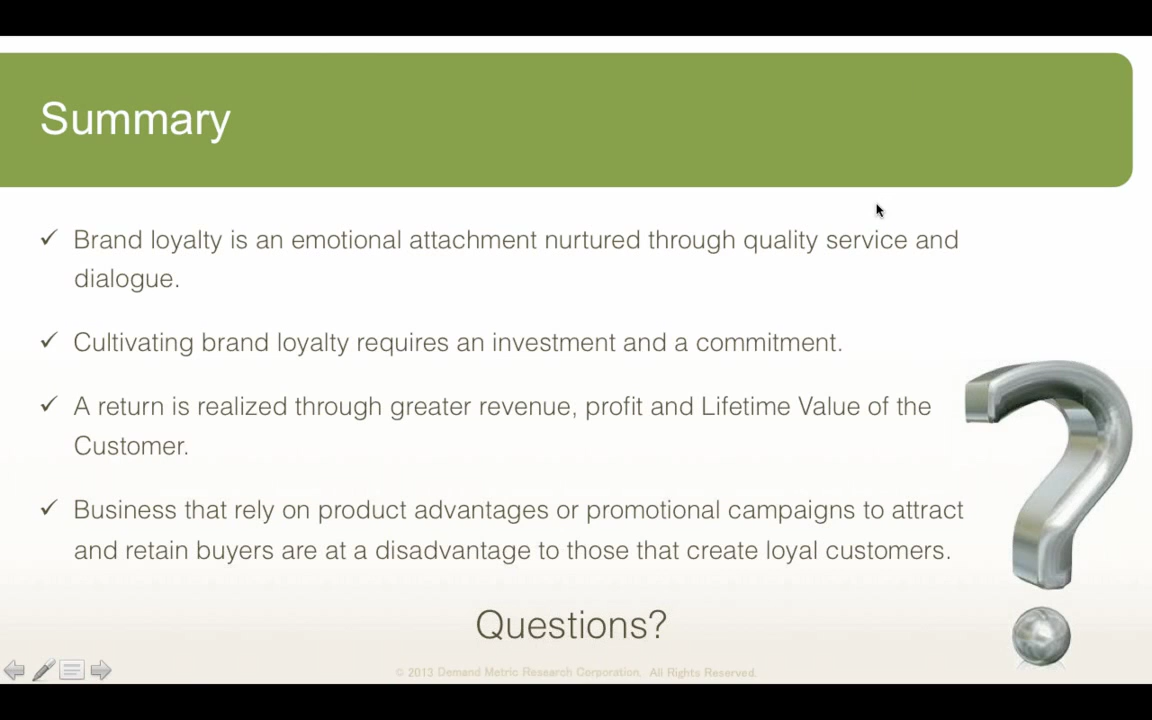 Summary
✓ Brand loyalty is an emotional attachment nurtured through quality service and
dialogue.
✓ Cultivating brand loyalty requires an investment and a commitment.
✓ A return is realized through greater revenue, profit and Lifetime Value of the
Customer.
✓ Business that rely on product advantages or promotional campaigns to attract
and retain buyers are at a disadvantage to those that create loyal customers.
Questions?
© 2013 Demand Metric Research Corporation. All Rights Reserved.